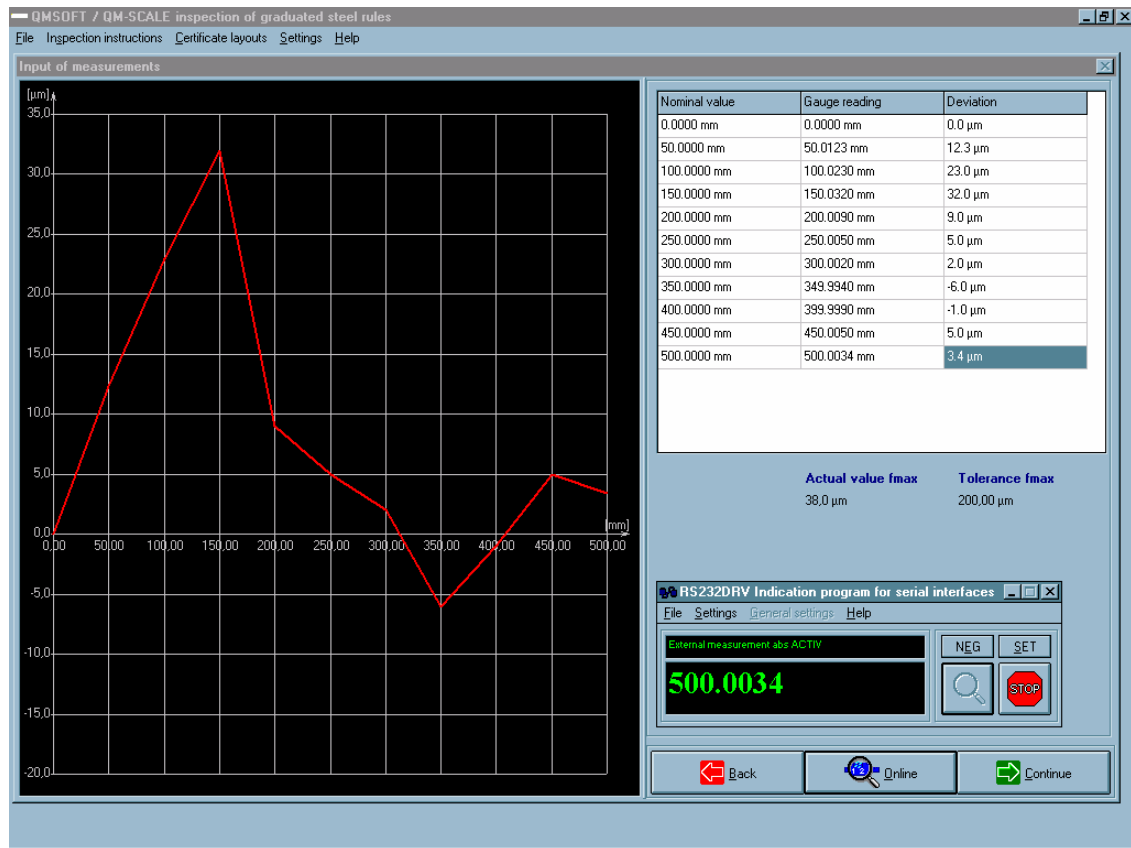 QMSOFT / QM-SCALE inspection of graduated steel rules
File Inspection instructions Certificate layouts Settings Help
Input of measurements
[µm]
35,0
30,0
25,0
20,0
15,0
10,0
5,0
0,0
-5,0
-10,0
-15,0
-20,0
[mm]
0,00 50,00 100,00 150,00 200,00 250,00 300,00 350,00 400,00 450,00 500,00
Nominal value Gauge reading Deviation
0.0000 mm 0.0000 mm 0.0 µm
50.0000 mm 50.0123 mm 12.3 µm
100.0000 mm 100.0230 mm 23.0 µm
150.0000 mm 150.0320 mm 32.0 µm
200.0000 mm 200.0090 mm 9.0 µm
250.0000 mm 250.0050 mm 5.0 µm
300.0000 mm 300.0020 mm 2.0 µm
350.0000 mm 349.9940 mm -6.0 µm
400.0000 mm 399.9990 mm -1.0 µm
450.0000 mm 450.0050 mm 5.0 µm
500.0000 mm 500.0034 mm 3.4 µm
Actual value fmax Tolerance fmax
38,0 µm 200,00 µm
RS232DRV Indication program for serial interfaces
File Settings General settings Help
External measurement abs ACTIV
500.0034
NEG SET
STOP
Back Online Continue